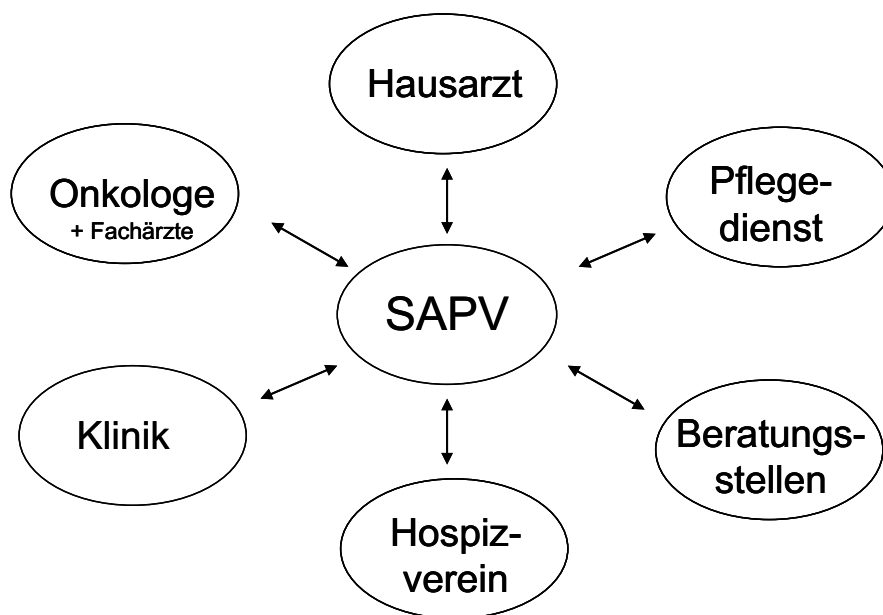 Hausarzt
Onkologe
+ Fachärzte
Pflege-
dienst
SAPV
Klinik
Beratungs-
stellen
Hospiz-
verein